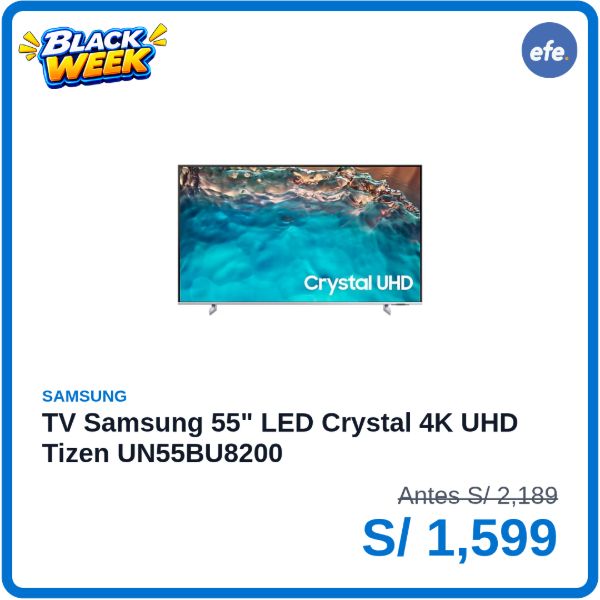 BLACK
WEEK
efe.
Crystal UHD
SAMSUNG
TV Samsung 55" LED Crystal 4K UHD
Tizen UN55BU8200
Antes S/ 2,189
S/ 1,599